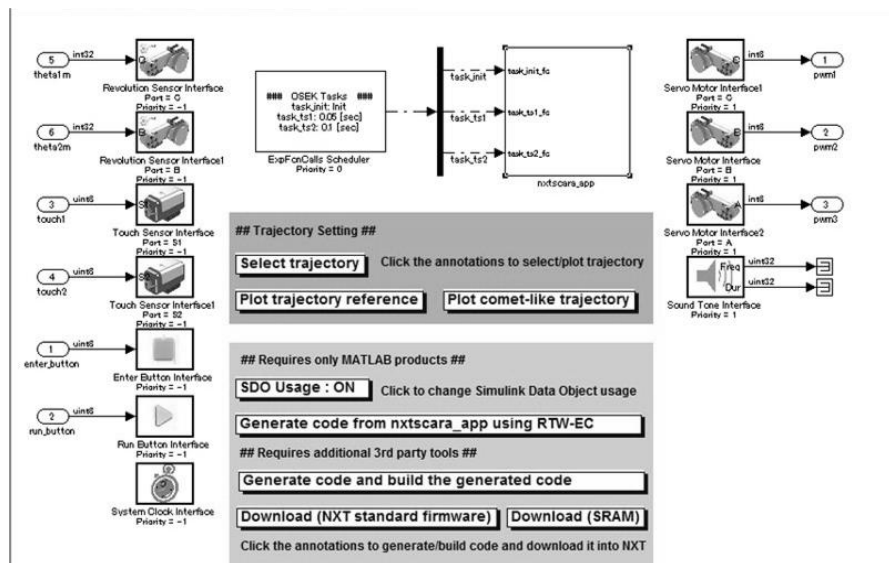 5
theta1m
int32
C
Revolution Sensor Interface
Port = C
Priority = -1
6
theta2m
int32
B
Revolution Sensor Interface1
Port = B
Priority = -1
3
touch1
uint8
S1
Touch Sensor Interface
Port = S1
Priority = -1
4
touch2
uint8
S2
Touch Sensor Interface1
Port = S2
Priority = -1
1
enter_button
uint8
Enter Button Interface
Priority = -1
2
run_button
uint8
Run Button Interface
Priority = -1
System Clock Interface
Priority = -1
### OSEK Tasks ###
task_init: Init
task_ts1: 0.05 [sec]
task_ts2: 0.1 [sec]
ExpFcnCalls Scheduler
Priority = 0
task_init
task_ts1
task_ts2
task_init_fc
task_ts1_fc
task_ts2_fc
nxtscara_app
## Trajectory Setting ##
Select trajectory
Click the annotations to select/plot trajectory
Plot trajectory reference
Plot comet-like trajectory
## Requires only MATLAB products ##
SDO Usage : ON
Click to change Simulink Data Object usage
Generate code from nxtscara_app using RTW-EC
## Requires additional 3rd party tools ##
Generate code and build the generated code
Download (NXT standard firmware)
Download (SRAM)
Click the annotations to generate/build code and download it into NXT
C
int8
1
pwm1
Servo Motor Interface1
Port = C
Priority = 1
B
int8
2
pwm2
Servo Motor Interface
Port = B
Priority = 1
A
int8
3
pwm3
Servo Motor Interface2
Port = A
Priority = 1
Freq
uint32
Dur
uint32
Sound Tone Interface
Priority = 1